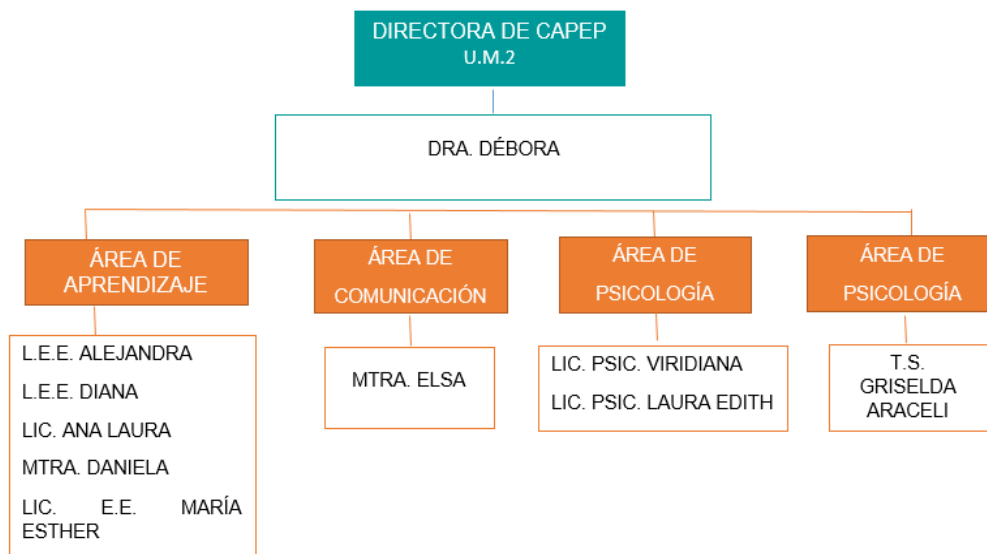 DIRECTORA DE CAPEP
U.M.2
DRA. DÉBORA
ÁREA DE
APRENDIZAJE
L.E.E. ALEJANDRA
L.E.E. DIANA
LIC. ANA LAURA
MTRA. DANIELA
LIC. E.E. MARÍA
ESTHER
ÁREA DE
COMUNICACIÓN
MTRA. ELSA
ÁREA DE
PSICOLOGÍA
LIC. PSIC. VIRIDIANA
LIC. PSIC. LAURA EDITH
ÁREA DE
PSICOLOGÍA
T.S.
GRISELDA
ARACELI